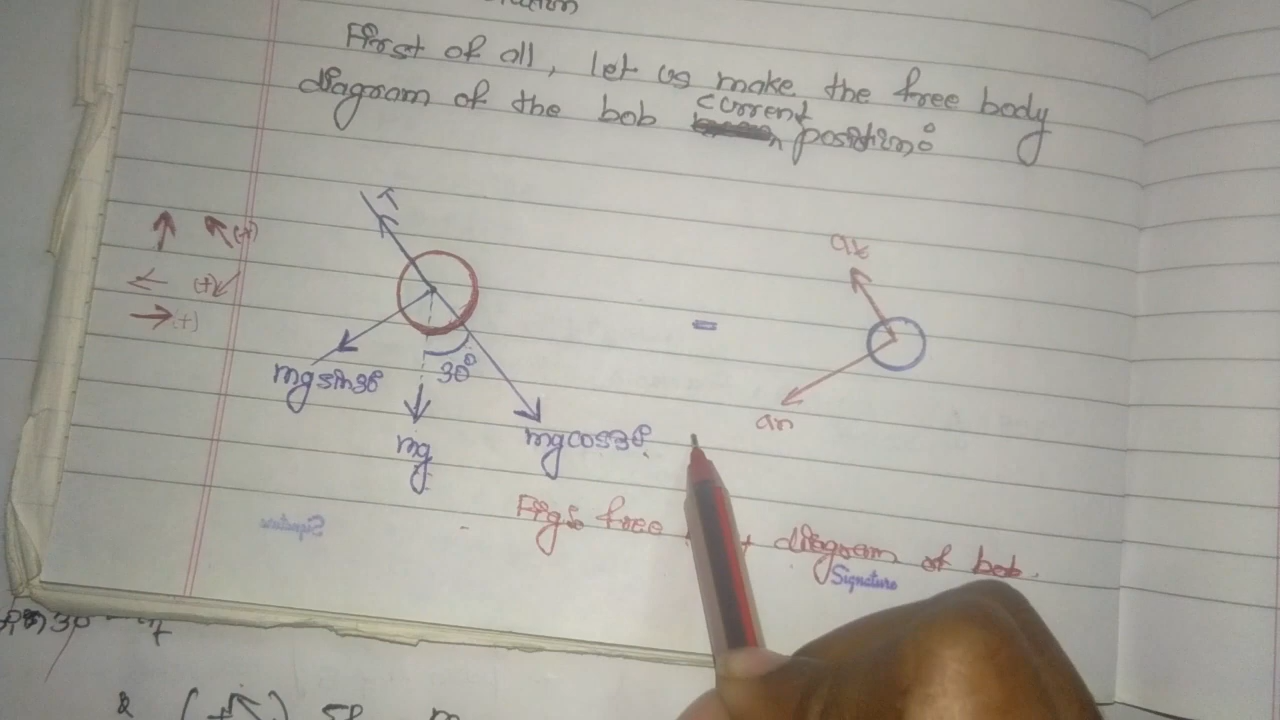 First of all, let us make the free body
diagram of the bob current position:
T
(+)
(+)
(+)
mg sin30°
30°
mg
mg cos30°
=
at
an
Fig: free diagram of bob.
Signature
Signature